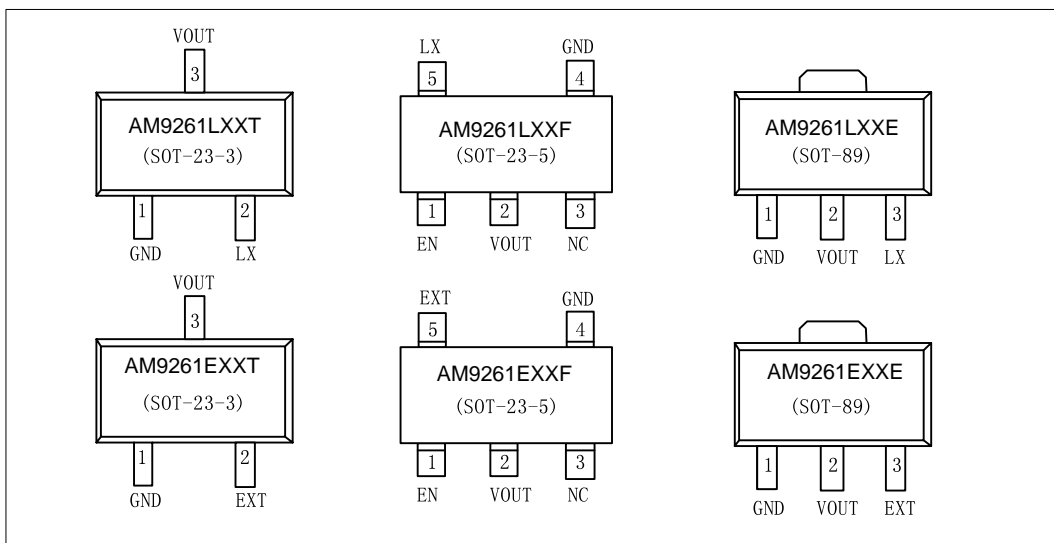 VOUT
3
AM9261LXXT
(SOT-23-3)
1
2
GND
LX
LX
GND
5
4
AM9261LXXF
(SOT-23-5)
1
2
3
EN
VOUT
NC
AM9261LXXE
(SOT-89)
1
2
3
GND
VOUT
LX
VOUT
3
AM9261EXXT
(SOT-23-3)
1
2
GND
EXT
EXT
GND
5
4
AM9261EXXF
(SOT-23-5)
1
2
3
EN
VOUT
NC
AM9261EXXE
(SOT-89)
1
2
3
GND
VOUT
EXT